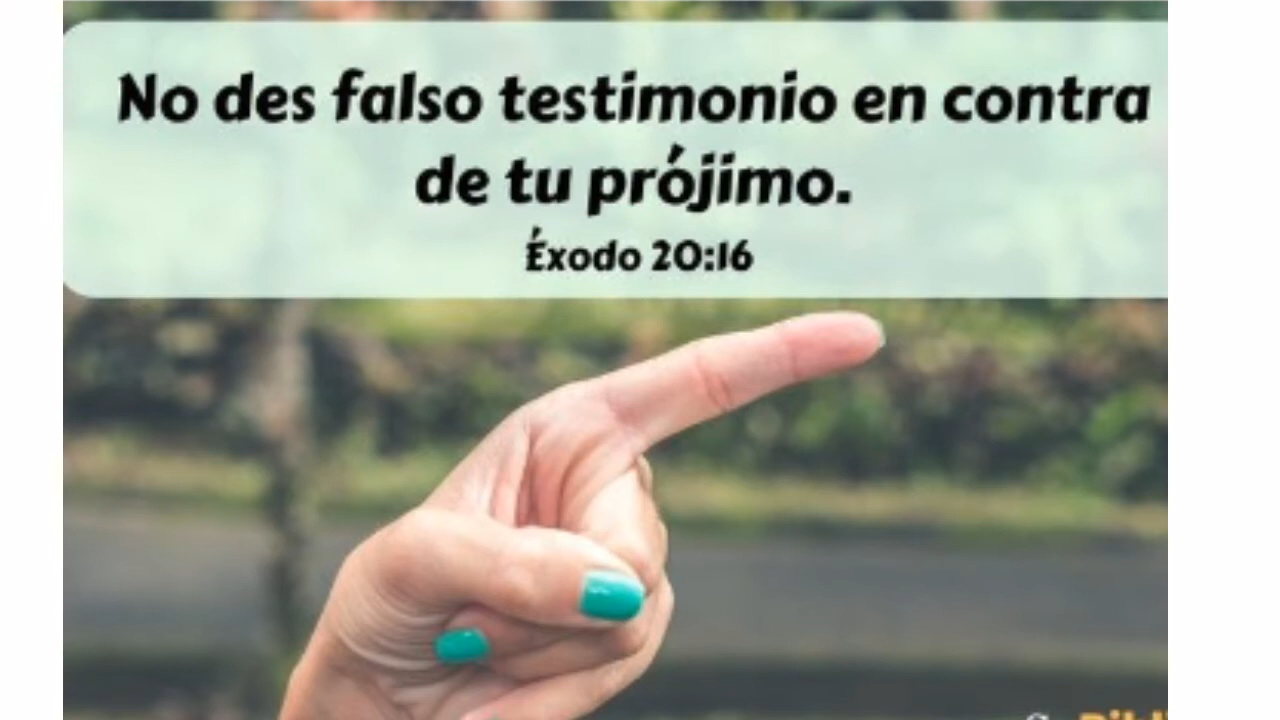 No des falso testimonio en contra
de tu prójimo.
Éxodo 20:16